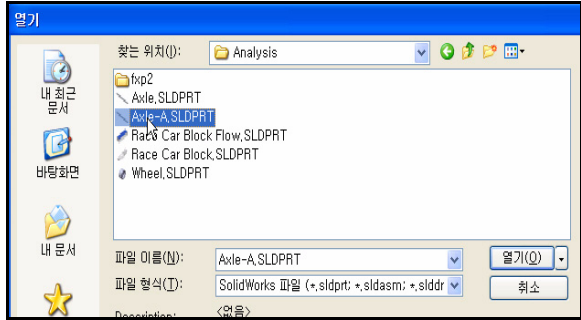 열기
찾는 위치(I):
Analysis
내 최근
문서
바탕화면
내 문서
fxp2
Axle.SLDPRT
Axle-A.SLDPRT
Race Car Block Flow.SLDPRT
Race Car Block.SLDPRT
Wheel.SLDPRT
파일 이름(N):
Axle-A.SLDPRT
열기(O)
파일 형식(T):
SolidWorks 파일 (*.sldprt; *.sldasm; *.slddr
취소
Description:
<없음>